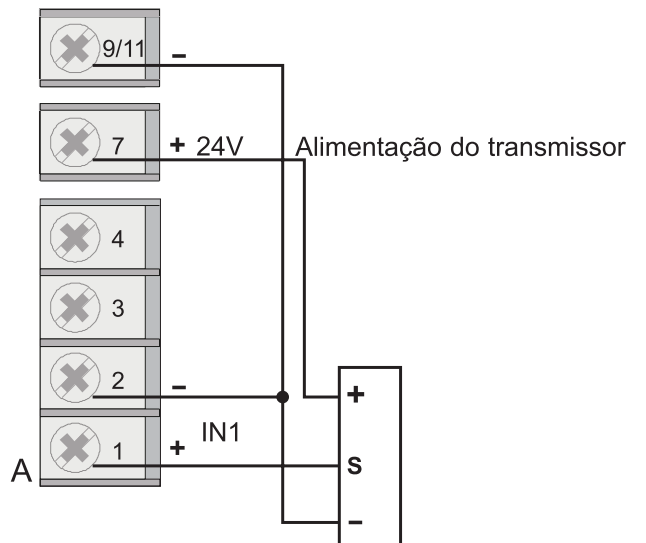 9/11 –
7 + 24V Alimentação do transmissor
4
3
2 –
+
IN1
A 1 +
S
–